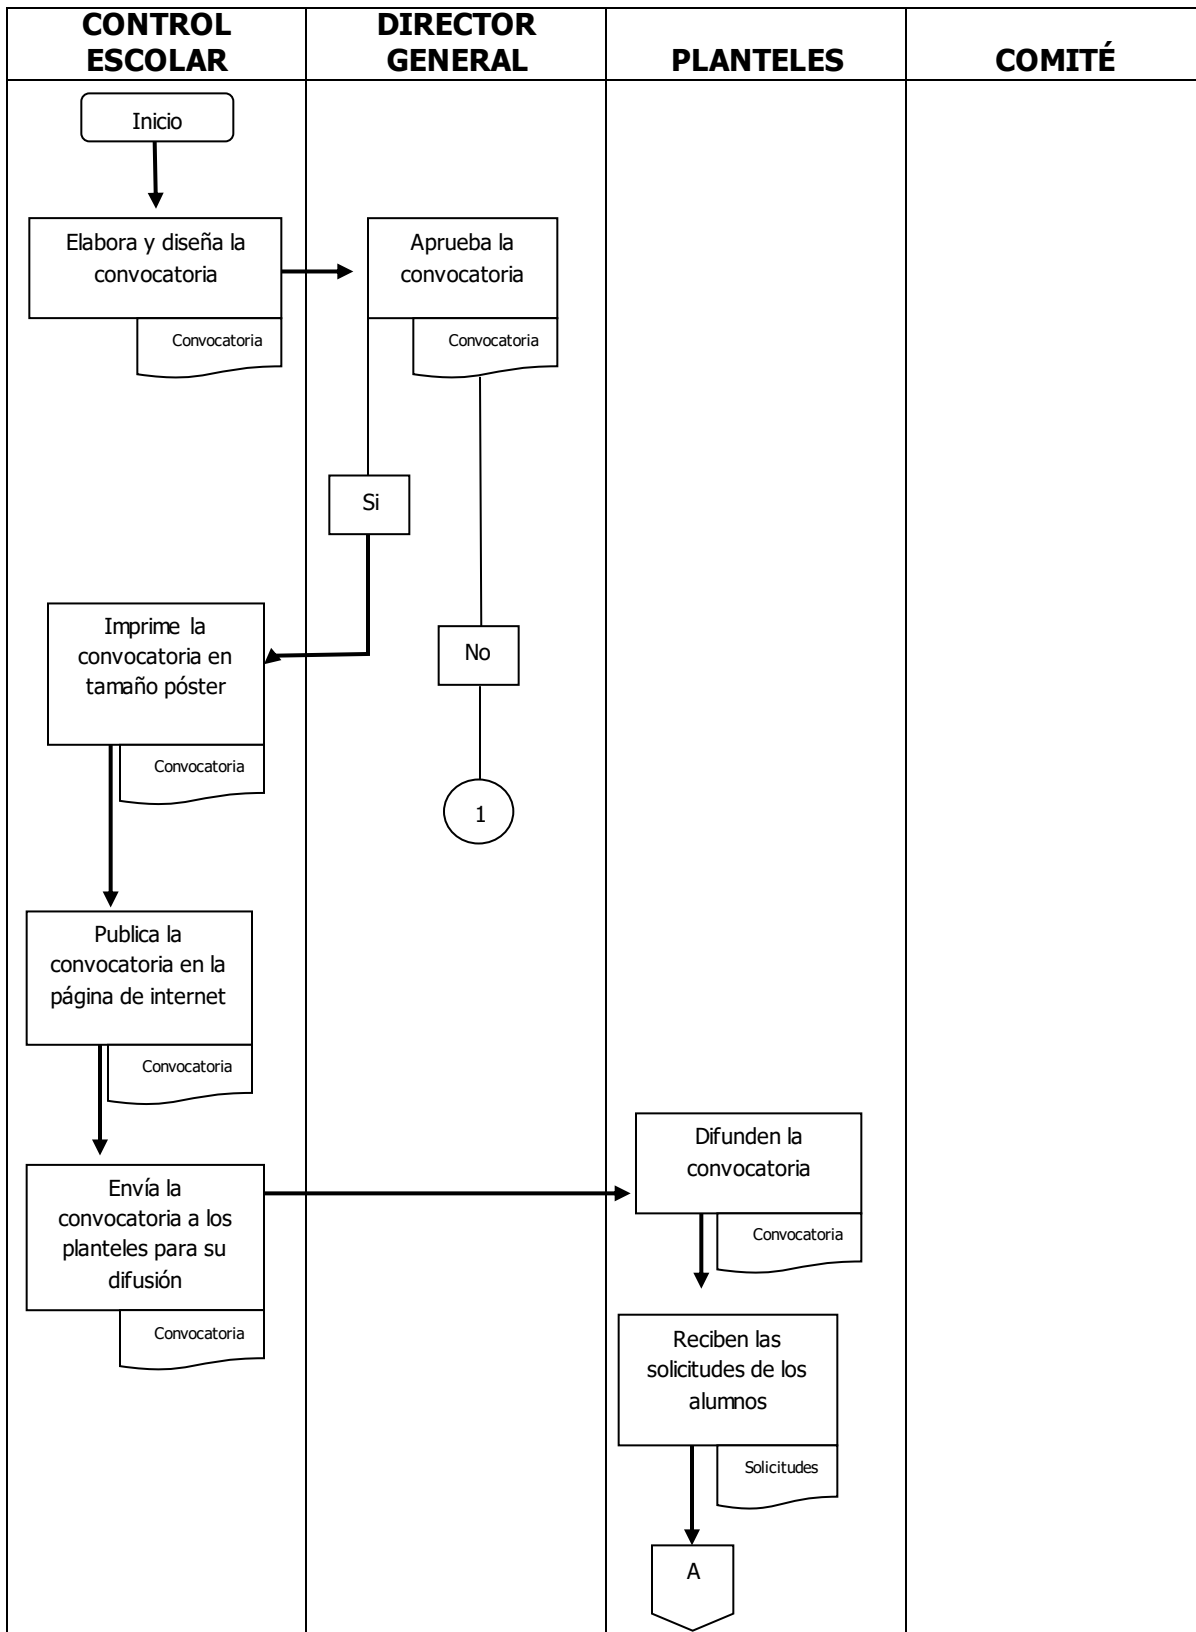 CONTROL
ESCOLAR
DIRECTOR
GENERAL
PLANTELES
COMITÉ
Inicio
Elabora y diseña la
convocatoria
Convocatoria
Aprueba la
convocatoria
Convocatoria
Si
No
1
Imprime la
convocatoria en
tamaño póster
Convocatoria
Publica la
convocatoria en la
página de internet
Convocatoria
Envía la
convocatoria a los
planteles para su
difusión
Convocatoria
Difunden la
convocatoria
Convocatoria
Reciben las
solicitudes de los
alumnos
Solicitudes
A